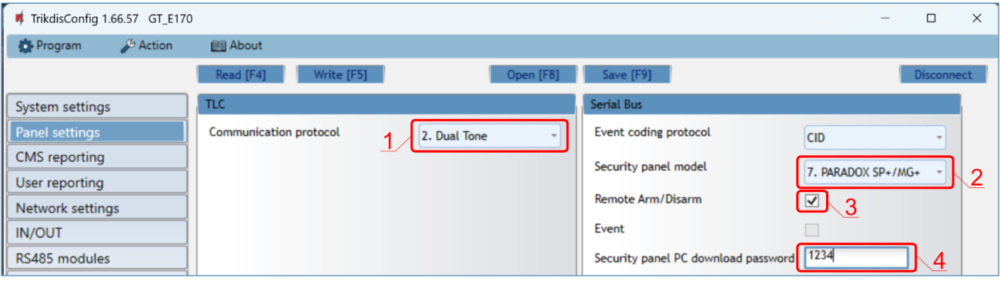 TrikdisConfig 1.66.57 GT_E170
Program Action About
Read [F4] Write [F5] Open [F8] Save [F9] Disconnect
System settings
Panel settings
CMS reporting
User reporting
Network settings
IN/OUT
RS485 modules
TLC
Communication protocol 1 2. Dual Tone
Serial Bus
Event coding protocol CID
Security panel model 7. PARADOX SP+/MG+ 2
Remote Arm/Disarm 3
Event
Security panel PC download password 1234 4